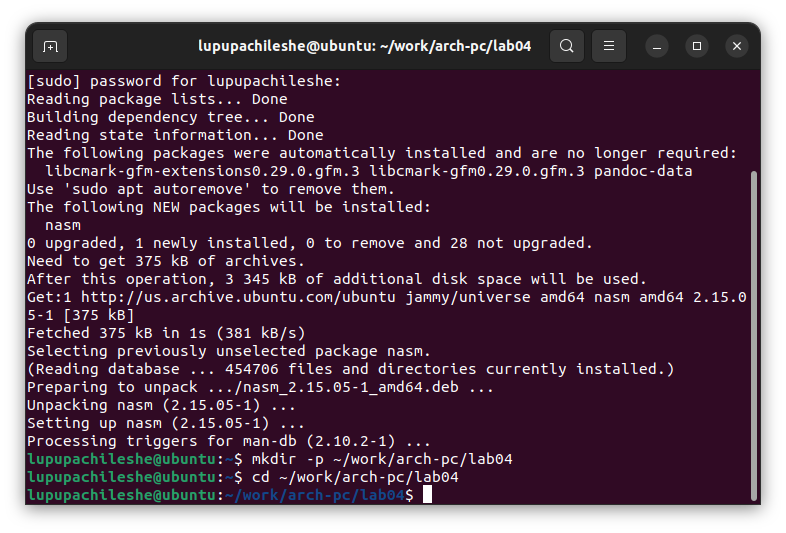 lupupachileshe@ubuntu: ~/work/arch-pc/lab04
[sudo] password for lupupachileshe:
Reading package lists... Done
Building dependency tree... Done
Reading state information... Done
The following packages were automatically installed and are no longer required:
  libcmark-gfm-extensions0.29.0.gfm.3 libcmark-gfm0.29.0.gfm.3 pandoc-data
Use 'sudo apt autoremove' to remove them.
The following NEW packages will be installed:
  nasm
0 upgraded, 1 newly installed, 0 to remove and 28 not upgraded.
Need to get 375 kB of archives.
After this operation, 3 345 kB of additional disk space will be used.
Get:1 http://us.archive.ubuntu.com/ubuntu jammy/universe amd64 nasm amd64 2.15.0
5-1 [375 kB]
Fetched 375 kB in 1s (381 kB/s)
Selecting previously unselected package nasm.
(Reading database ... 454706 files and directories currently installed.)
Preparing to unpack .../nasm_2.15.05-1_amd64.deb ...
Unpacking nasm (2.15.05-1) ...
Setting up nasm (2.15.05-1) ...
Processing triggers for man-db (2.10.2-1) ...
lupupachileshe@ubuntu:~$ mkdir -p ~/work/arch-pc/lab04
lupupachileshe@ubuntu:~$ cd ~/work/arch-pc/lab04
lupupachileshe@ubuntu:~/work/arch-pc/lab04$